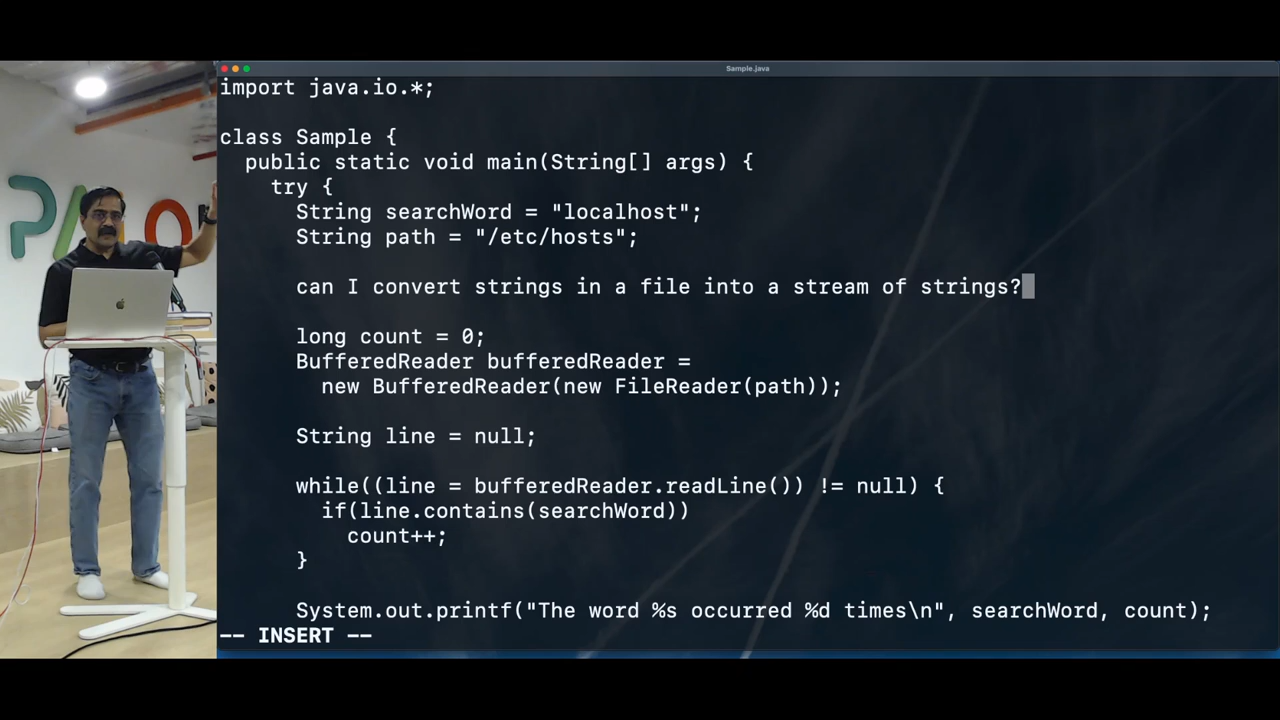 Sample.java
import java.io.*;
class Sample {
public static void main(String[] args) {
try {
String searchWord = "localhost";
String path = "/etc/hosts";
can I convert strings in a file into a stream of strings?
long count = 0;
BufferedReader bufferedReader =
new BufferedReader(new FileReader(path));
String line = null;
while((line = bufferedReader.readLine()) != null) {
if(line.contains(searchWord))
count++;
}
System.out.printf("The word %s occurred %d times\n", searchWord, count);
-- INSERT --